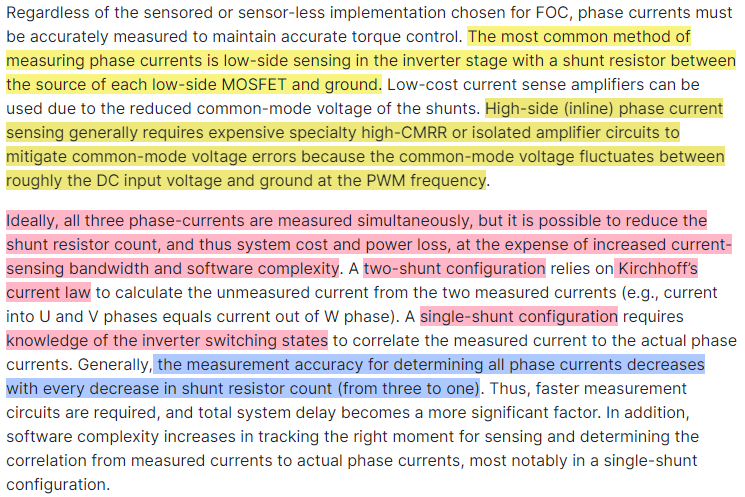 Regardless of the sensored or sensor-less implementation chosen for FOC, phase currents must
be accurately measured to maintain accurate torque control. The most common method of
measuring phase currents is low-side sensing in the inverter stage with a shunt resistor between
the source of each low-side MOSFET and ground. Low-cost current sense amplifiers can be
used due to the reduced common-mode voltage of the shunts. High-side (inline) phase current
sensing generally requires expensive specialty high-CMRR or isolated amplifier circuits to
mitigate common-mode voltage errors because the common-mode voltage fluctuates between
roughly the DC input voltage and ground at the PWM frequency.
Ideally, all three phase-currents are measured simultaneously, but it is possible to reduce the
shunt resistor count, and thus system cost and power loss, at the expense of increased current-
sensing bandwidth and software complexity. A two-shunt configuration relies on Kirchhoff's
current law to calculate the unmeasured current from the two measured currents (e.g., current
into U and V phases equals current out of W phase). A single-shunt configuration requires
knowledge of the inverter switching states to correlate the measured current to the actual phase
currents. Generally, the measurement accuracy for determining all phase currents decreases
with every decrease in shunt resistor count (from three to one). Thus, faster measurement
circuits are required, and total system delay becomes a more significant factor. In addition,
software complexity increases in tracking the right moment for sensing and determining the
correlation from measured currents to actual phase currents, most notably in a single-shunt
configuration.